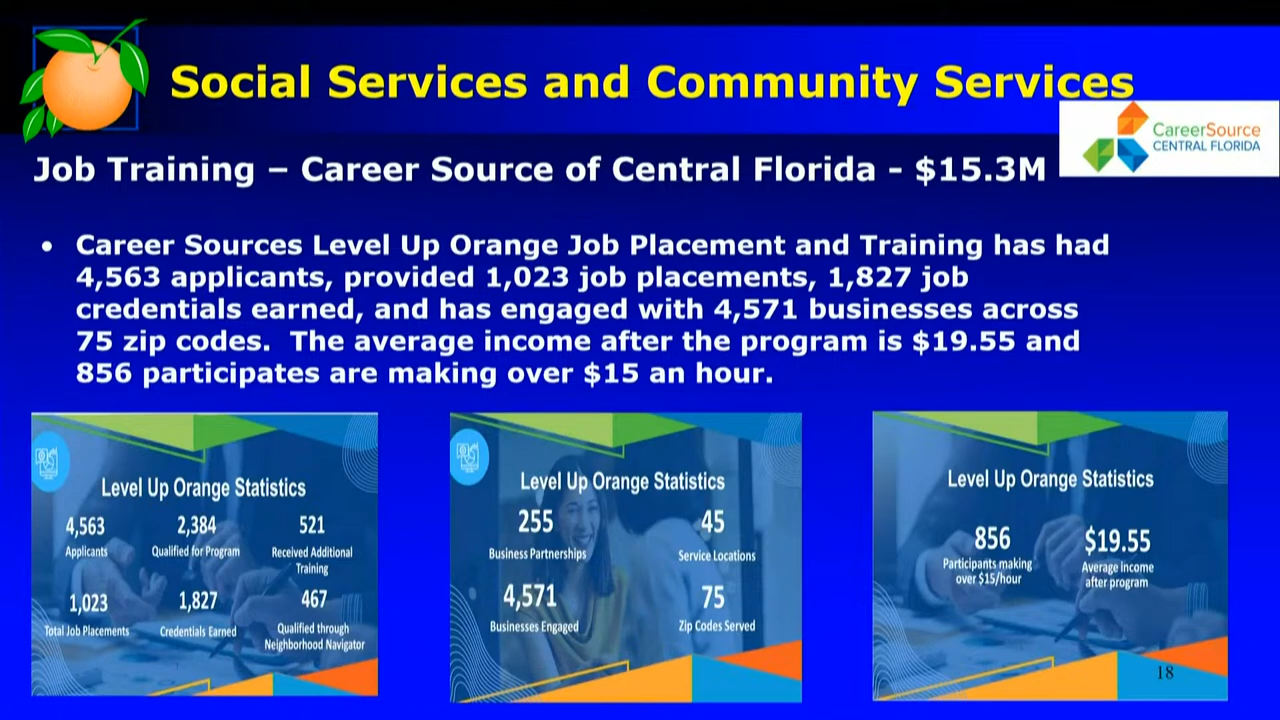 Social Services and Community Services
CareerSource
CENTRAL FLORIDA
Job Training – Career Source of Central Florida - $15.3M
• Career Sources Level Up Orange Job Placement and Training has had
4,563 applicants, provided 1,023 job placements, 1,827 job
credentials earned, and has engaged with 4,571 businesses across
75 zip codes.  The average income after the program is $19.55 and
856 participates are making over $15 an hour.
Level Up Orange Statistics
4,563
Applicants
2,384
Qualified for Program
521
Received Additional
Training
1,023
Total Job Placements
1,827
Credentials Earned
467
Qualified through
Neighborhood Navigator
Level Up Orange Statistics
255
Business Partnerships
45
Service Locations
4,571
Businesses Engaged
75
Zip Codes Served
Level Up Orange Statistics
856
Participants making
over $15/hour
$19.55
Average income
after program
18